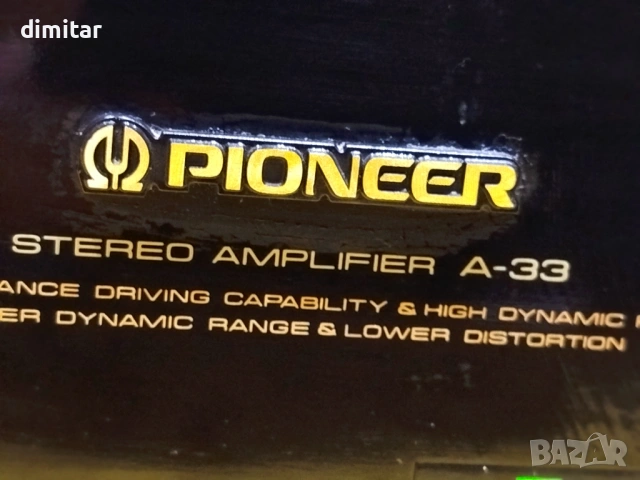 dimitar
PIONEER
STEREO AMPLIFIER A-33
ANCE DRIVING CAPABILITY & HIGH DYNAMIC
ER DYNAMIC RANGE & LOWER DISTORTION
BAZAR